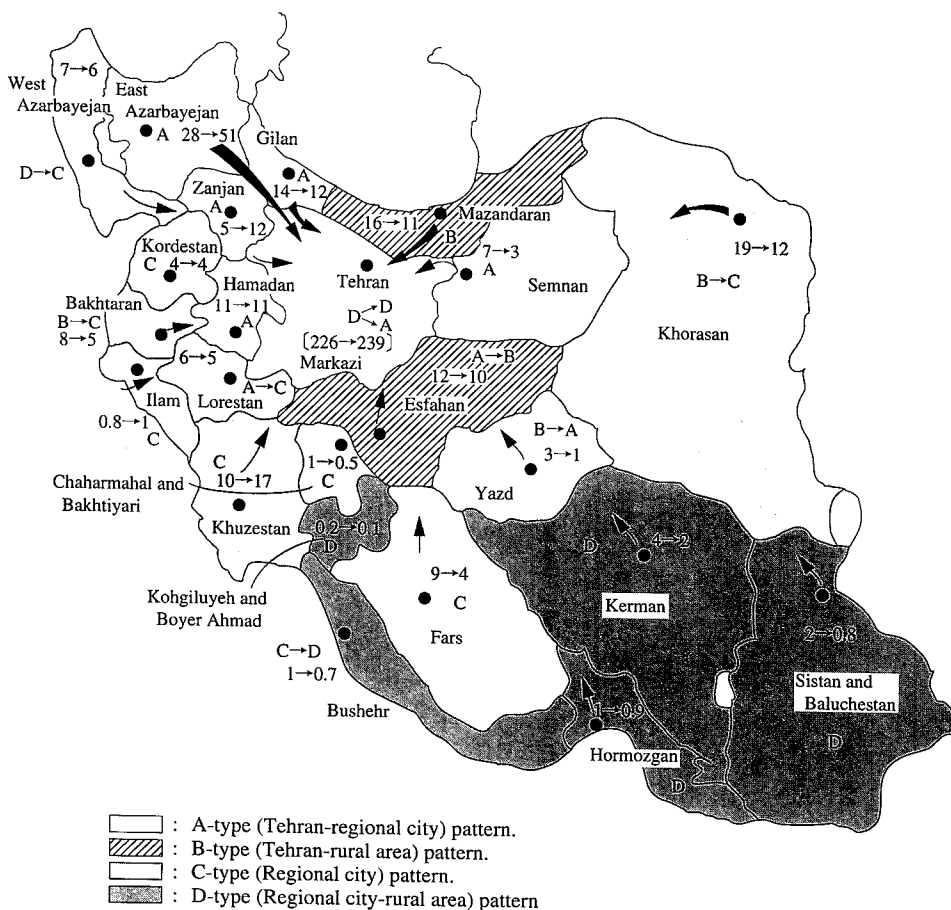 7→6
West
Azarbayejan
East
Azarbayejan
A
28→51
Gilan
D→C
A
14→12
Zanjan
A
5→12
16→11
Mazandaran
B
7→3
A
19→12
Kordestan
C 4→4
Hamadan
11→11
A
Tehran
D→D
→A
[226→239]
Markazi
Semnan
B→C
Khorasan
Bakhtaran
B→C
8→5
6→5
A→C
Lorestan
A→B
12→10
Esfahan
Ilam
0.8→1
C
B→A
3→1
Yazd
C
10→17
Khuzestan
1→0.5
C
Chaharmahal and
Bakhtiyari
0.2→0.1
D
Kohgiluyeh and
Boyer Ahmad
9→4
C
Fars
D
4→2
Kerman
2→0.8
Sistan and
Baluchestan
D
C→D
1→0.7
Bushehr
1→0.9
Hormozgan
D
: A-type (Tehran-regional city) pattern.
: B-type (Tehran-rural area) pattern.
: C-type (Regional city) pattern.
: D-type (Regional city-rural area) pattern